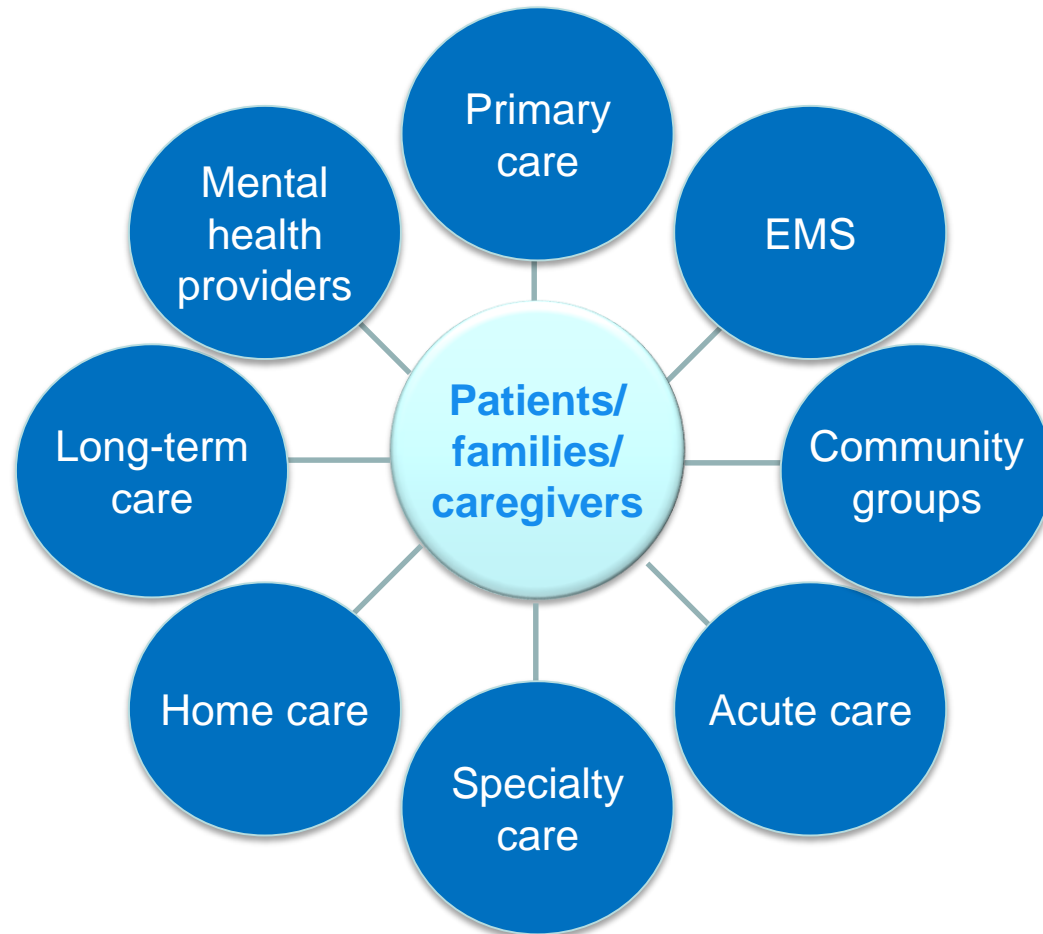 Primary
care
Mental
health
providers
EMS
Patients/
families/
caregivers
Long-term
care
Community
groups
Home care
Acute care
Specialty
care